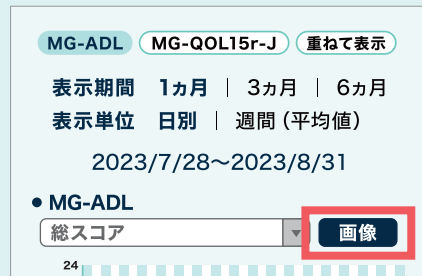 MG-ADL MG-QOL15r-J 重ねて表示
表示期間 1ヵ月 | 3ヵ月 | 6ヵ月
表示単位 日別 | 週間（平均値）
2023/7/28〜2023/8/31
● MG-ADL
総スコア ▼ 画像
24